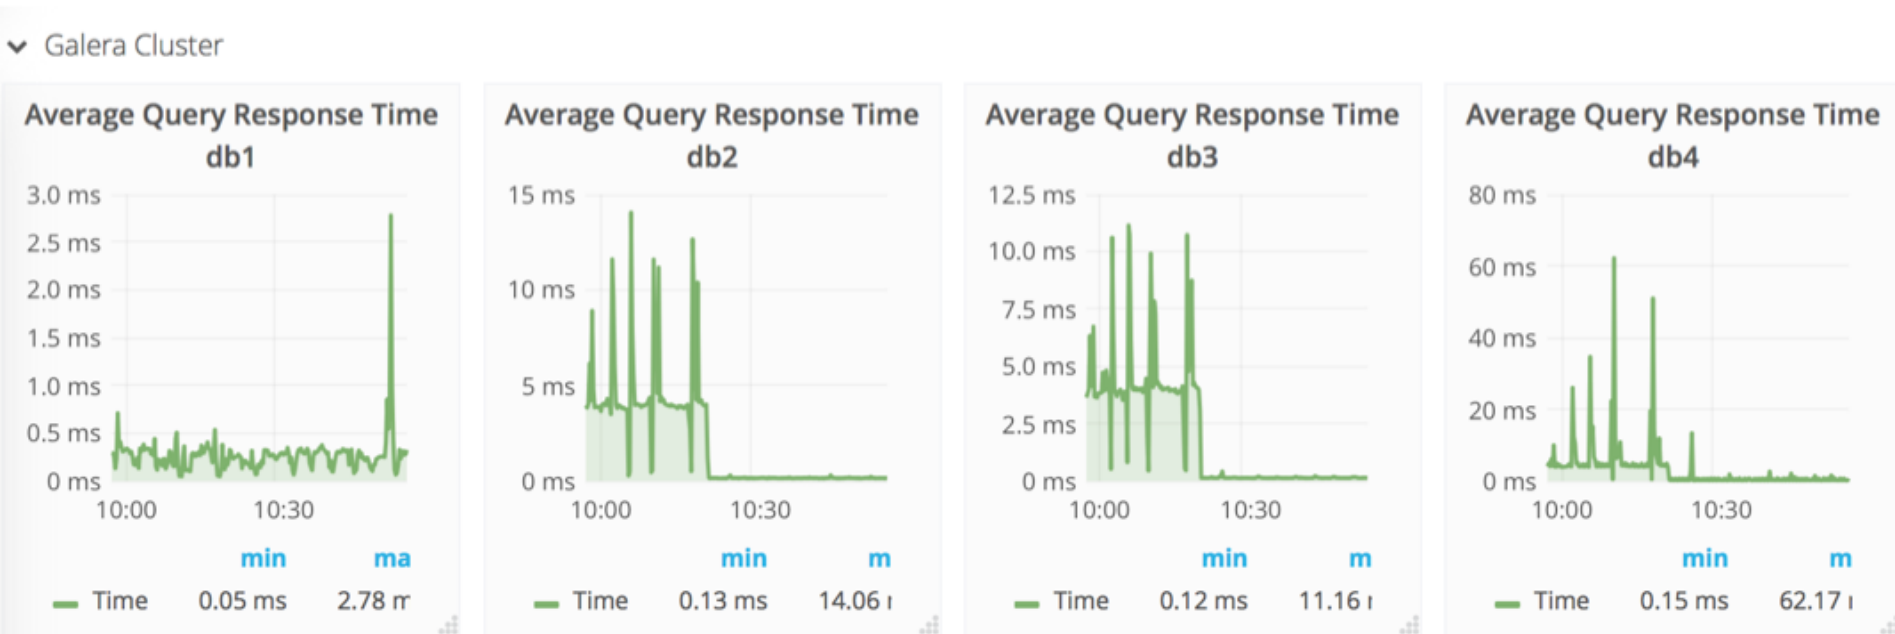 Galera Cluster
Average Query Response Time
db1
3.0 ms
2.5 ms
2.0 ms
1.5 ms
1.0 ms
0.5 ms
0 ms
10:00 10:30
min ma
Time 0.05 ms 2.78 m
Average Query Response Time
db2
15 ms
10 ms
5 ms
0 ms
10:00 10:30
min m
Time 0.13 ms 14.06
Average Query Response Time
db3
12.5 ms
10.0 ms
7.5 ms
5.0 ms
2.5 ms
0 ms
10:00 10:30
min m
Time 0.12 ms 11.16
Average Query Response Time
db4
80 ms
60 ms
40 ms
20 ms
0 ms
10:00 10:30
min m
Time 0.15 ms 62.17